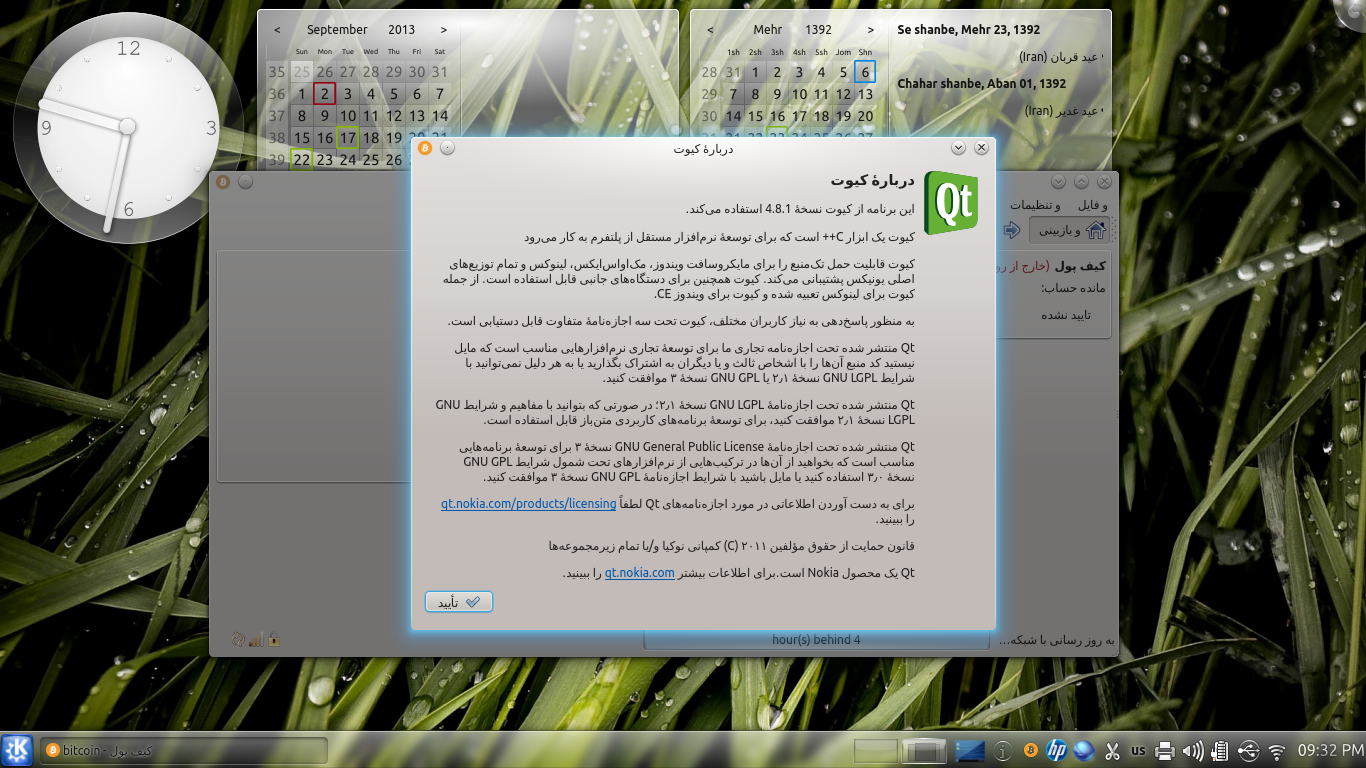 12
3
6
9
< September 2013 >
Sun Mon Tue Wed Thu Fri Sat
35 25 26 27 28 29 30 31
36 1 2 3 4 5 6 7
37 8 9 10 11 12 13 14
38 15 16 17 18 19 20 21
39 22 23 24 25 26
< Mehr 1392 >
1sh 2sh 3sh 4sh 5sh Jom Shn
28 31 1 2 3 4 5 6
29 7 8 9 10 11 12 13
30 14 15 16 17 18 19 20
Se shanbe, Mehr 23, 1392
عید قربان (Iran)
Chahar shanbe, Aban 01, 1392
عید غدیر (Iran)
دربارهٔ کیوت
دربارهٔ کیوت
Qt
این برنامه از کیوت نسخهٔ 4.8.1 استفاده می‌کند.
کیوت یک ابزار C++ است که برای توسعهٔ نرم‌افزار مستقل از پلتفرم به کار می‌رود
کیوت قابلیت حمل تک‌منبع را برای مایکروسافت ویندوز، مک‌اواس‌ایکس، لینوکس و تمام توزیع‌های
اصلی یونیکس پشتیبانی می‌کند. کیوت همچنین برای دستگاه‌های جانبی قابل استفاده است. از جمله
کیوت برای لینوکس تعبیه شده و کیوت برای ویندوز CE.
به منظور پاسخ‌دهی به نیاز کاربران مختلف، کیوت تحت سه اجازه‌نامهٔ متفاوت قابل دستیابی است.
Qt منتشر شده تحت اجازه‌نامه تجاری ما برای توسعهٔ تجاری نرم‌افزارهایی مناسب است که مایل
نیستید کد منبع آن‌ها را با اشخاص ثالث و یا دیگران به اشتراک بگذارید یا به هر دلیل نمی‌توانید با
شرایط GNU LGPL نسخهٔ ۲٫۱ یا GNU GPL نسخهٔ ۳ موافقت کنید.
Qt منتشر شده تحت اجازه‌نامهٔ GNU LGPL نسخهٔ ۲٫۱؛ در صورتی که بتوانید با مفاهیم و شرایط GNU
LGPL نسخهٔ ۲٫۱ موافقت کنید، برای توسعهٔ برنامه‌های کاربردی متن‌باز قابل استفاده است.
Qt منتشر شده تحت اجازه‌نامهٔ GNU General Public License نسخهٔ ۳ برای توسعهٔ برنامه‌هایی
مناسب است که بخواهید از آن‌ها در ترکیب‌هایی از نرم‌افزارهای تحت شمول شرایط GNU GPL
نسخهٔ ۳٫۰ استفاده کنید یا مایل باشید با شرایط اجازه‌نامهٔ GNU GPL نسخهٔ ۳ موافقت کنید.
برای به دست آوردن اطلاعاتی در مورد اجازه‌نامه‌های Qt لطفاً qt.nokia.com/products/licensing
را ببینید.
قانون حمایت از حقوق مؤلفین ۲۰۱۱ (C) کمپانی نوکیا و/یا تمام زیرمجموعه‌ها
Qt یک محصول Nokia است.برای اطلاعات بیشتر qt.nokia.com را ببینید.
تأیید
و فایل و تنظیمات
و بازبینی
کیف پول (خارج از رو
مانده حساب:
تایید نشده
به روز رسانی با شبکه...
hour(s) behind 4
bitcoin - کیف پول
hp
us
09:32 PM